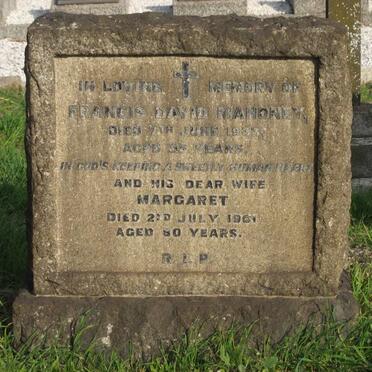 IN LOVING MEMORY OF
FRANCIS DAVID MAHONEY,
DIED 7TH JUNE
AGED YEARS.
IN GOD'S KEEPING A
AND HIS DEAR WIFE
MARGARET
DIED 2ND JULY 1961
AGED 80 YEARS.
R.I.P.